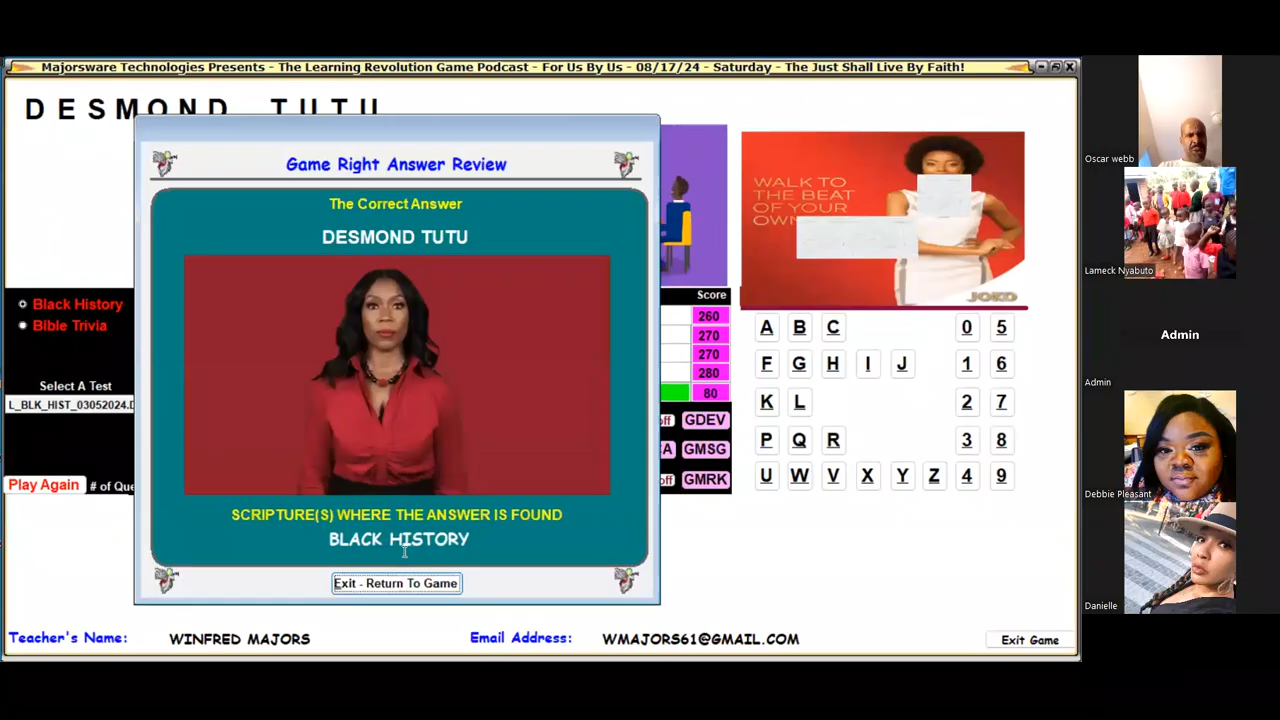 Majorsware Technologies Presents - The Learning Revolution Game Podcast - For Us By Us - 08/17/24 - Saturday - The Just Shall Live By Faith!
DESMOND TUTU
Game Right Answer Review
The Correct Answer
DESMOND TUTU
SCRIPTURE(S) WHERE THE ANSWER IS FOUND
BLACK HISTORY
Exit - Return To Game
Black History
Bible Trivia
Select A Test
L_BLK_HIST_03052024.D
Play Again # of Que
Score
260
270
270
280
80
off GDEV
CA GMSG
off GMRK
WALK TO
THE BEAT
OF YOUR
OWN
JOKO
A B C 0 5
F G H I J 1 6
K L 2 7
P Q R 3 8
U W V X Y Z 4 9
Teacher's Name: WINFRED MAJORS Email Address: WMAJORS61@GMAIL.COM Exit Game
Oscar webb
Lameck Nyabuto
Admin
Admin
Debbie Pleasant
Danielle